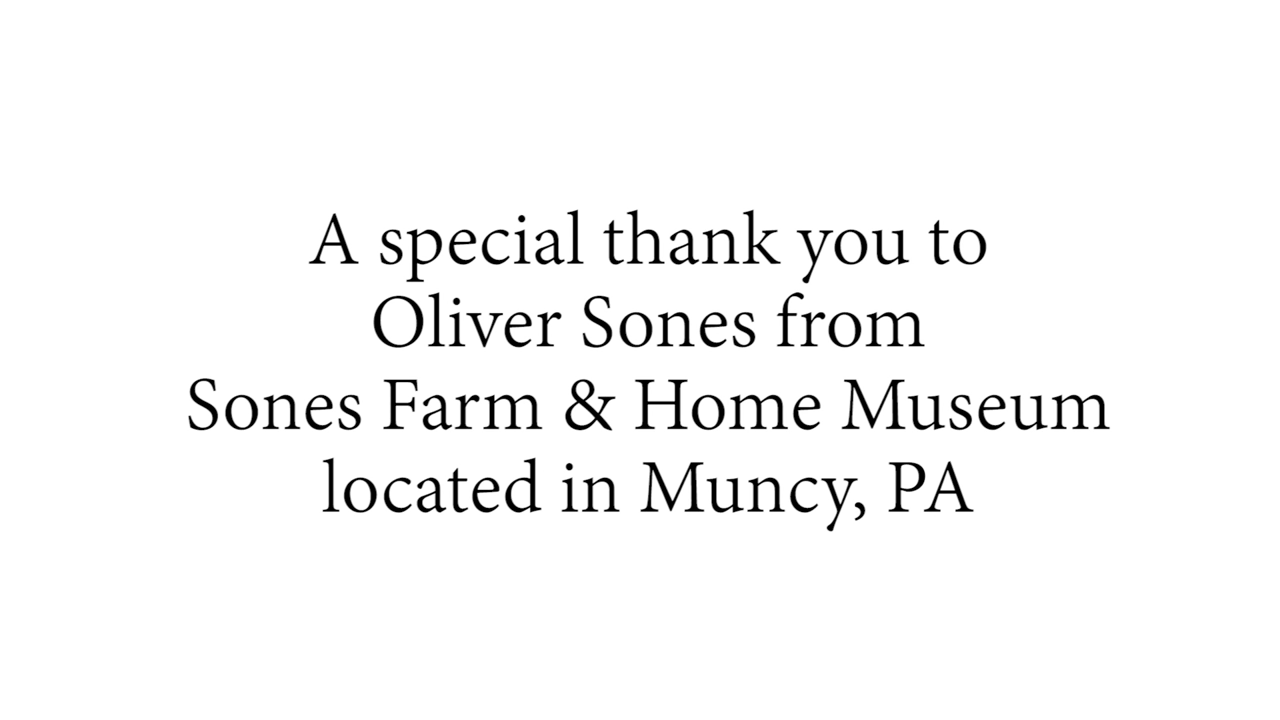 A special thank you to
Oliver Sones from
Sones Farm & Home Museum
located in Muncy, PA